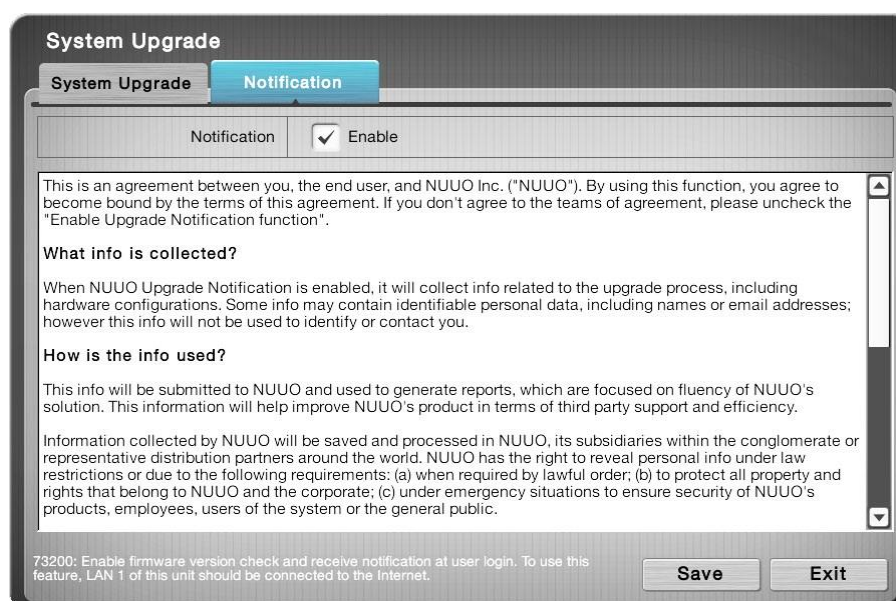 System Upgrade
System Upgrade
Notification
Notification
Enable
This is an agreement between you, the end user, and NUUO Inc. ("NUUO"). By using this function, you agree to
become bound by the terms of this agreement. If you don't agree to the teams of agreement, please uncheck the
"Enable Upgrade Notification function".
What info is collected?
When NUUO Upgrade Notification is enabled, it will collect info related to the upgrade process, including
hardware configurations. Some info may contain identifiable personal data, including names or email addresses;
however this info will not be used to identify or contact you.
How is the info used?
This info will be submitted to NUUO and used to generate reports, which are focused on fluency of NUUO's
solution. This information will help improve NUUO's product in terms of third party support and efficiency.
Information collected by NUUO will be saved and processed in NUUO, its subsidiaries within the conglomerate or
representative distribution partners around the world. NUUO has the right to reveal personal info under law
restrictions or due to the following requirements: (a) when required by lawful order; (b) to protect all property and
rights that belong to NUUO and the corporate; (c) under emergency situations to ensure security of NUUO's
products, employees, users of the system or the general public.
73200: Enable firmware version check and receive notification at user login. To use this
feature, LAN 1 of this unit should be connected to the Internet.
Save
Exit